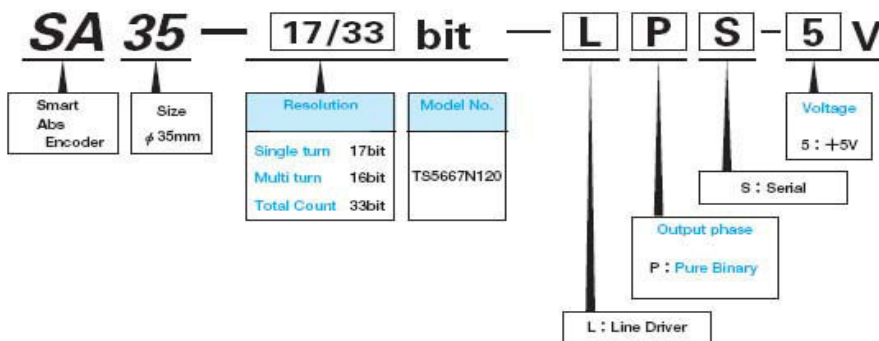 SA 35 — 17/33 bit — L P S - 5 V
Smart
Abs
Encoder
Size
φ 35mm
Resolution
Single turn 17bit
Multi turn 16bit
Total Count 33bit
Model No.
TS5667N120
Voltage
5 : +5V
S : Serial
Output phase
P : Pure Binary
L : Line Driver